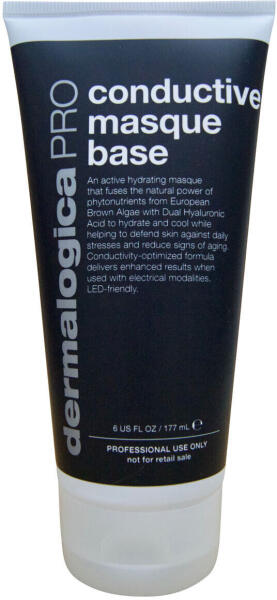 dermalogica PRO
conductive
masque
base
An active hydrating masque
that fuses the natural power of
phytonutrients from European
Brown Algae with Dual Hyaluronic
Acid to hydrate and cool while
helping to defend skin against daily
stresses and reduce signs of aging.
Conductivity-optimized formula
delivers enhanced results when
used with electrical modalities.
LED-friendly.
6 US FL OZ / 177 mL ℮
PROFESSIONAL USE ONLY
not for retail sale